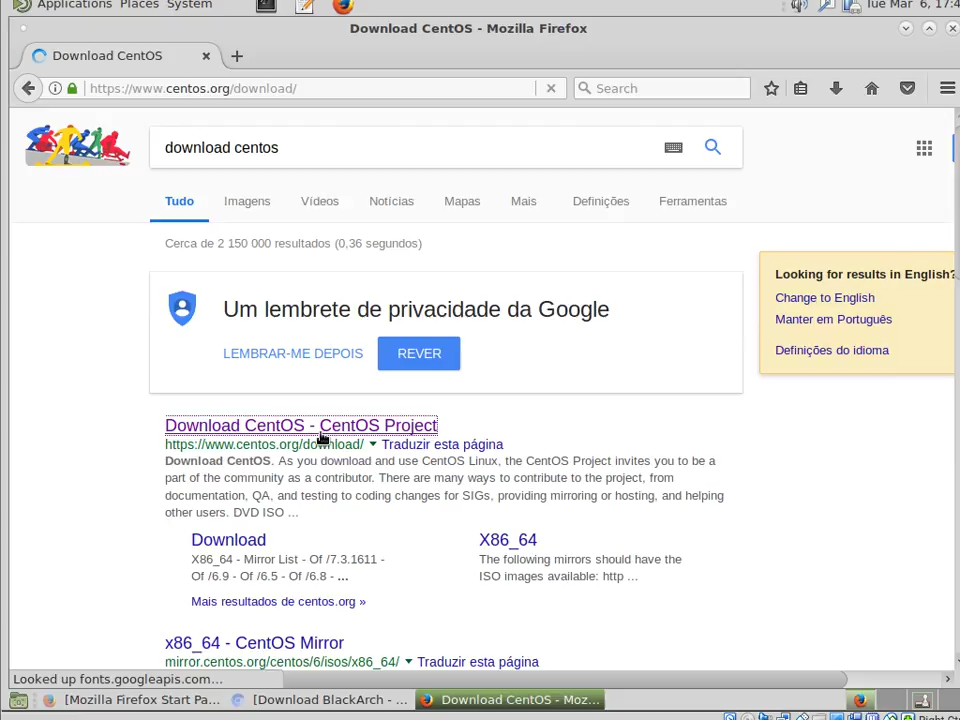 Applications Places System
Tue Mar 6, 17:4
Download CentOS - Mozilla Firefox
Download CentOS
https://www.centos.org/download/
Search
download centos
Tudo Imagens Vídeos Notícias Mapas Mais Definições Ferramentas
Cerca de 2 150 000 resultados (0,36 segundos)
Looking for results in English?
Change to English
Manter em Português
Definições do idioma
Um lembrete de privacidade da Google
LEMBRAR-ME DEPOIS REVER
Download CentOS - CentOS Project
https://www.centos.org/download/ Traduzir esta página
Download CentOS. As you download and use CentOS Linux, the CentOS Project invites you to be a
part of the community as a contributor. There are many ways to contribute to the project, from
documentation, QA, and testing to coding changes for SIGs, providing mirroring or hosting, and helping
other users. DVD ISO ...
Download
X86_64 - Mirror List - Of /7.3.1611 -
Of /6.9 - Of /6.5 - Of /6.8 - ...
X86_64
The following mirrors should have the
ISO images available: http ...
Mais resultados de centos.org »
x86_64 - CentOS Mirror
mirror.centos.org/centos/6/isos/x86_64/ Traduzir esta página
Looked up fonts.googleapis.com...
[Mozilla Firefox Start Pa... [Download BlackArch - ... Download CentOS - Moz...
Right Ct